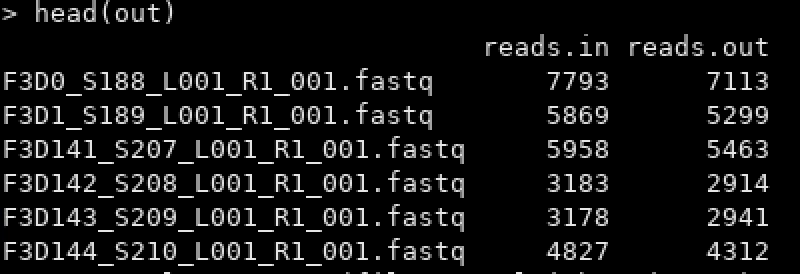 > head(out)
reads.in reads.out
F3D0_S188_L001_R1_001.fastq 7793 7113
F3D1_S189_L001_R1_001.fastq 5869 5299
F3D141_S207_L001_R1_001.fastq 5958 5463
F3D142_S208_L001_R1_001.fastq 3183 2914
F3D143_S209_L001_R1_001.fastq 3178 2941
F3D144_S210_L001_R1_001.fastq 4827 4312